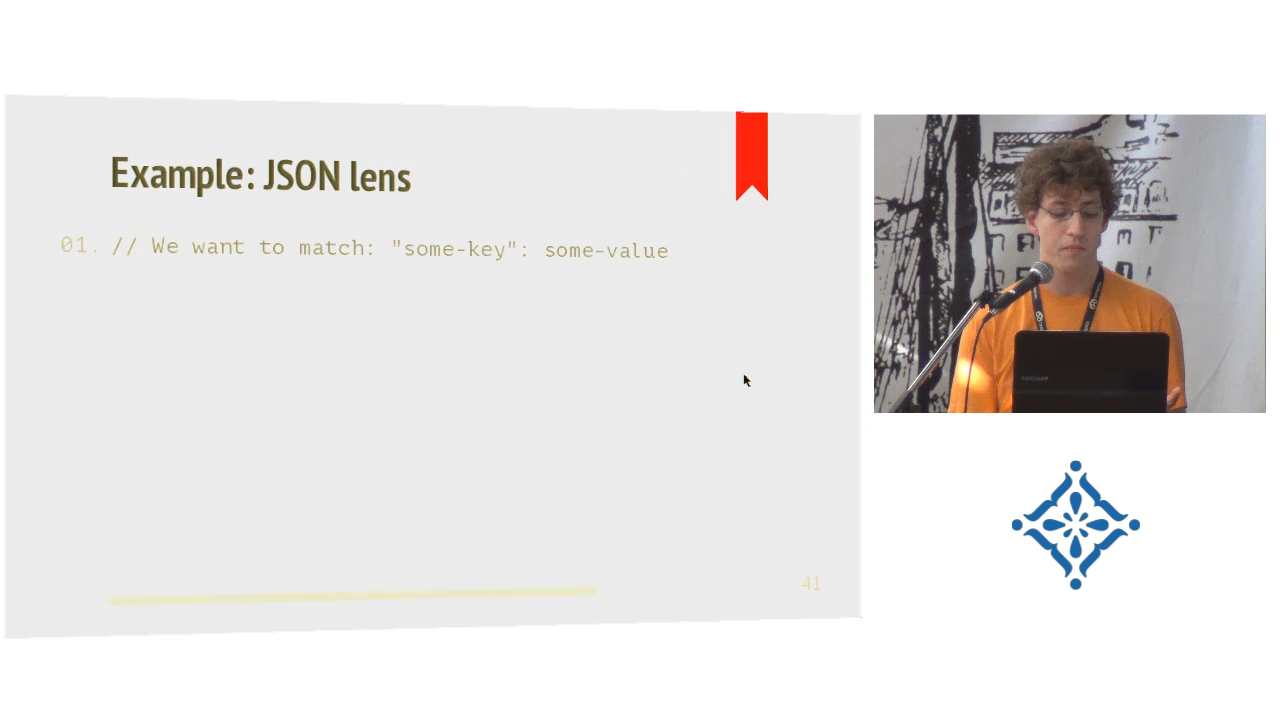 Example: JSON lens
01. // We want to match: "some-key": some-value
41